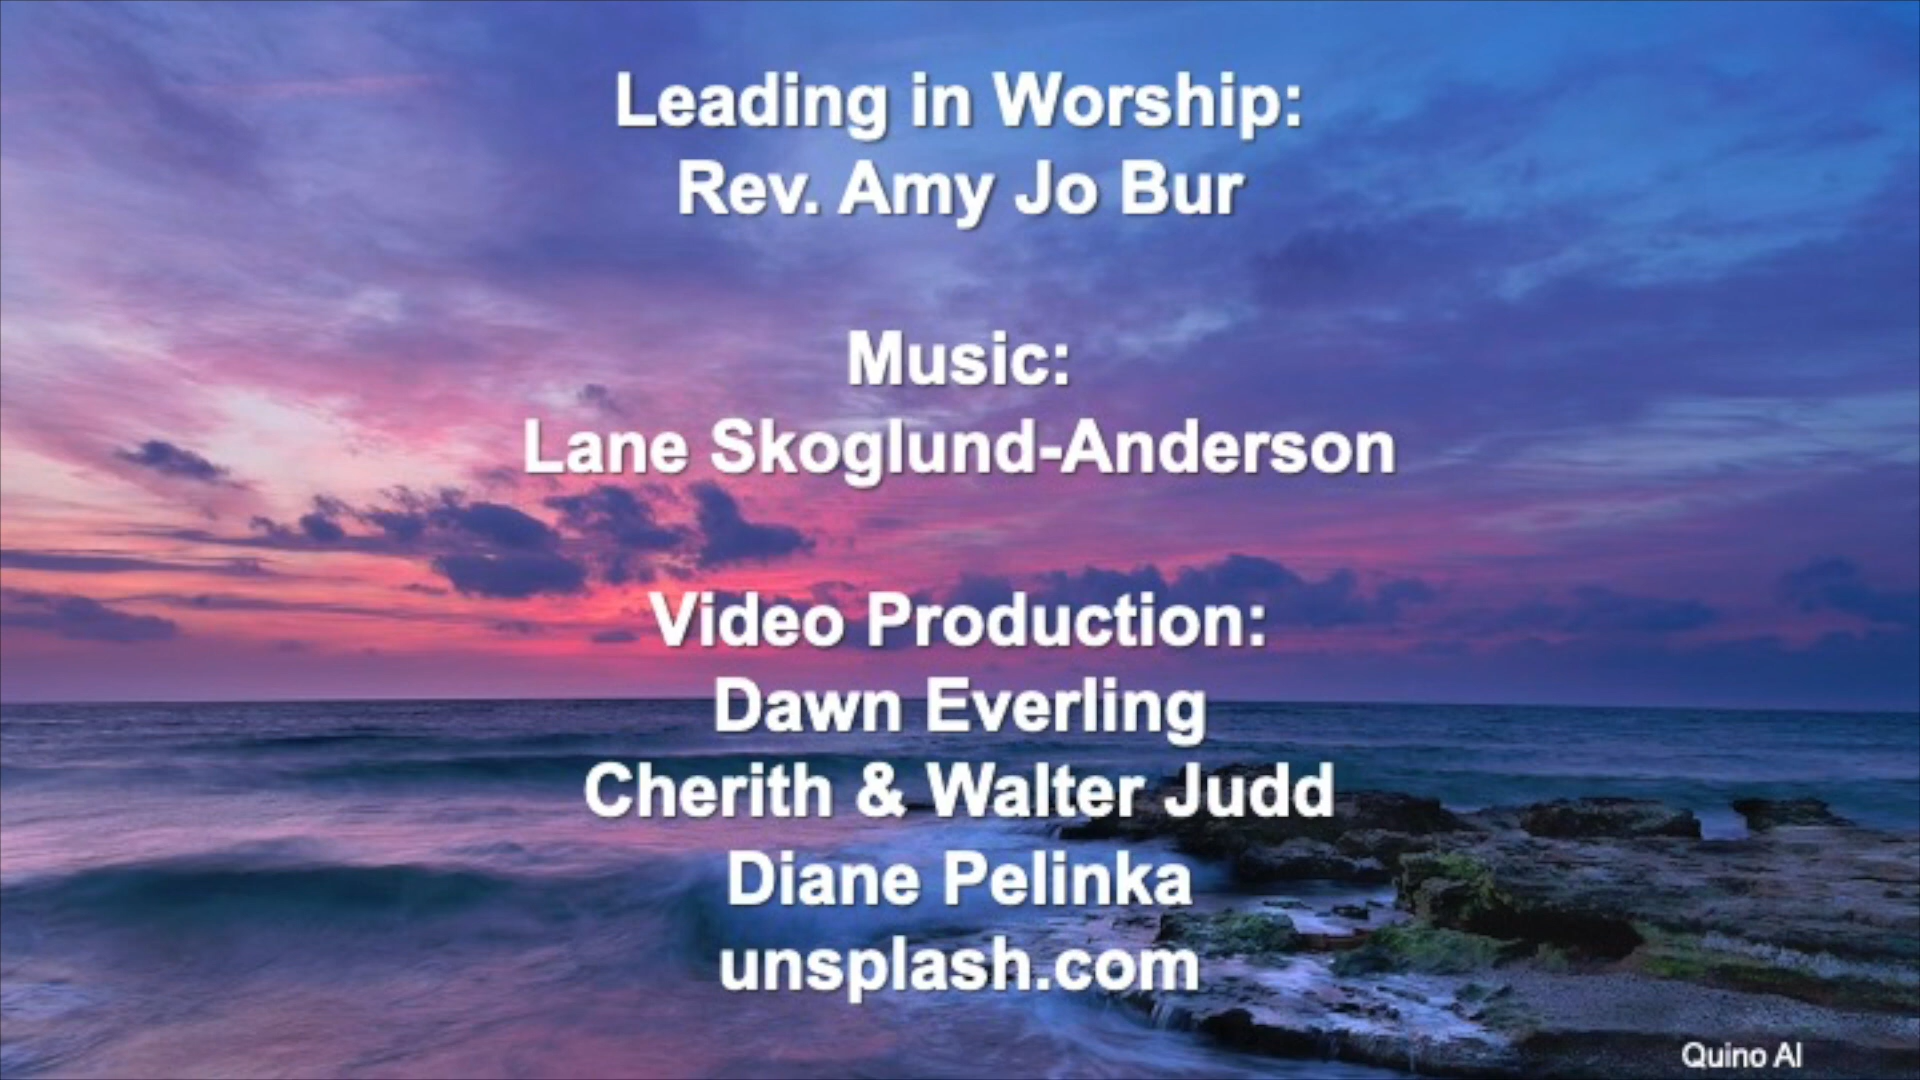 Leading in Worship:
Rev. Amy Jo Bur
Music:
Lane Skoglund-Anderson
Video Production:
Dawn Everling
Cherith & Walter Judd
Diane Pelinka
unsplash.com
Quino Al